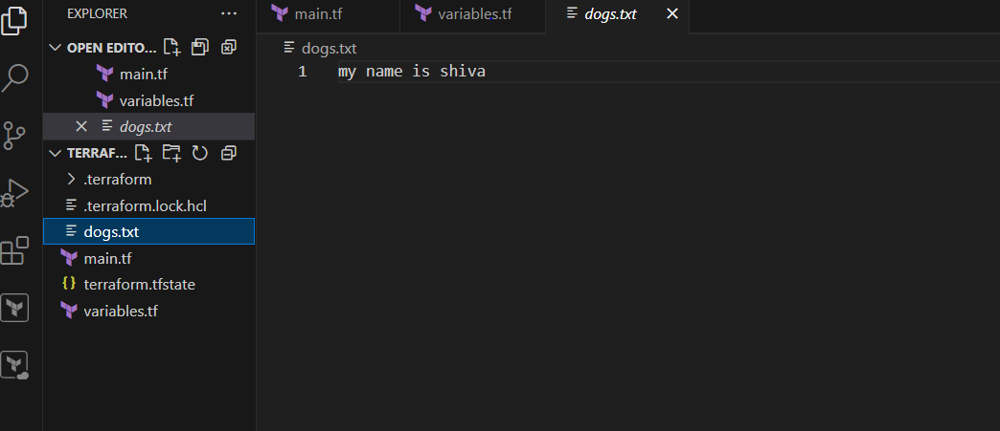 EXPLORER
main.tf
variables.tf
dogs.txt
OPEN EDITO...
main.tf
variables.tf
dogs.txt
TERRAF...
.terraform
.terraform.lock.hcl
dogs.txt
main.tf
{} terraform.tfstate
variables.tf
dogs.txt
1 my name is shiva